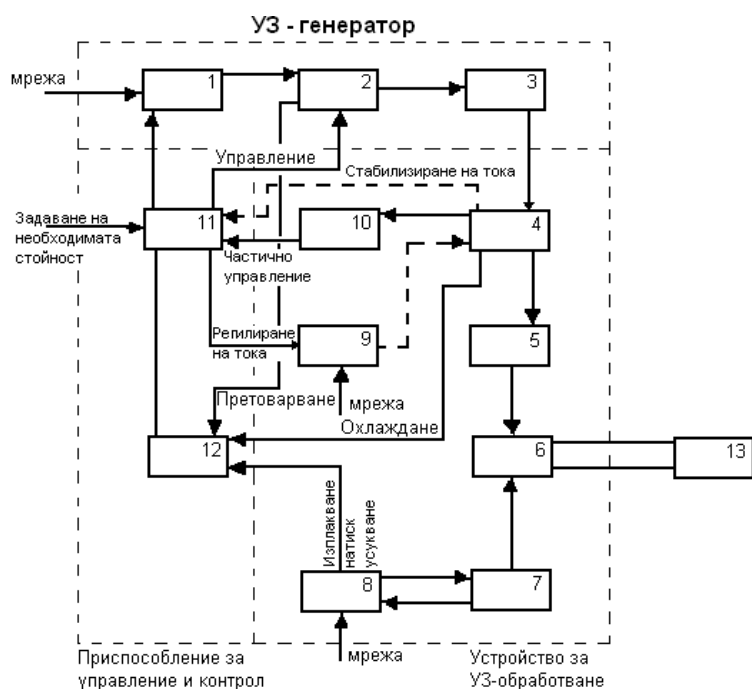 УЗ - генератор
мрежа
1
2
3
Управление
Стабилизиране на тока
Задаване на
необходимата
стойност
11
10
4
Частично
управление
Регилиране
на тока
9
5
Претоварване
мрежа
Охлаждане
12
6
13
Изплакване
натиск
усукване
8
7
мрежа
Приспособление за
управление и контрол
Устройство за
УЗ-обработване